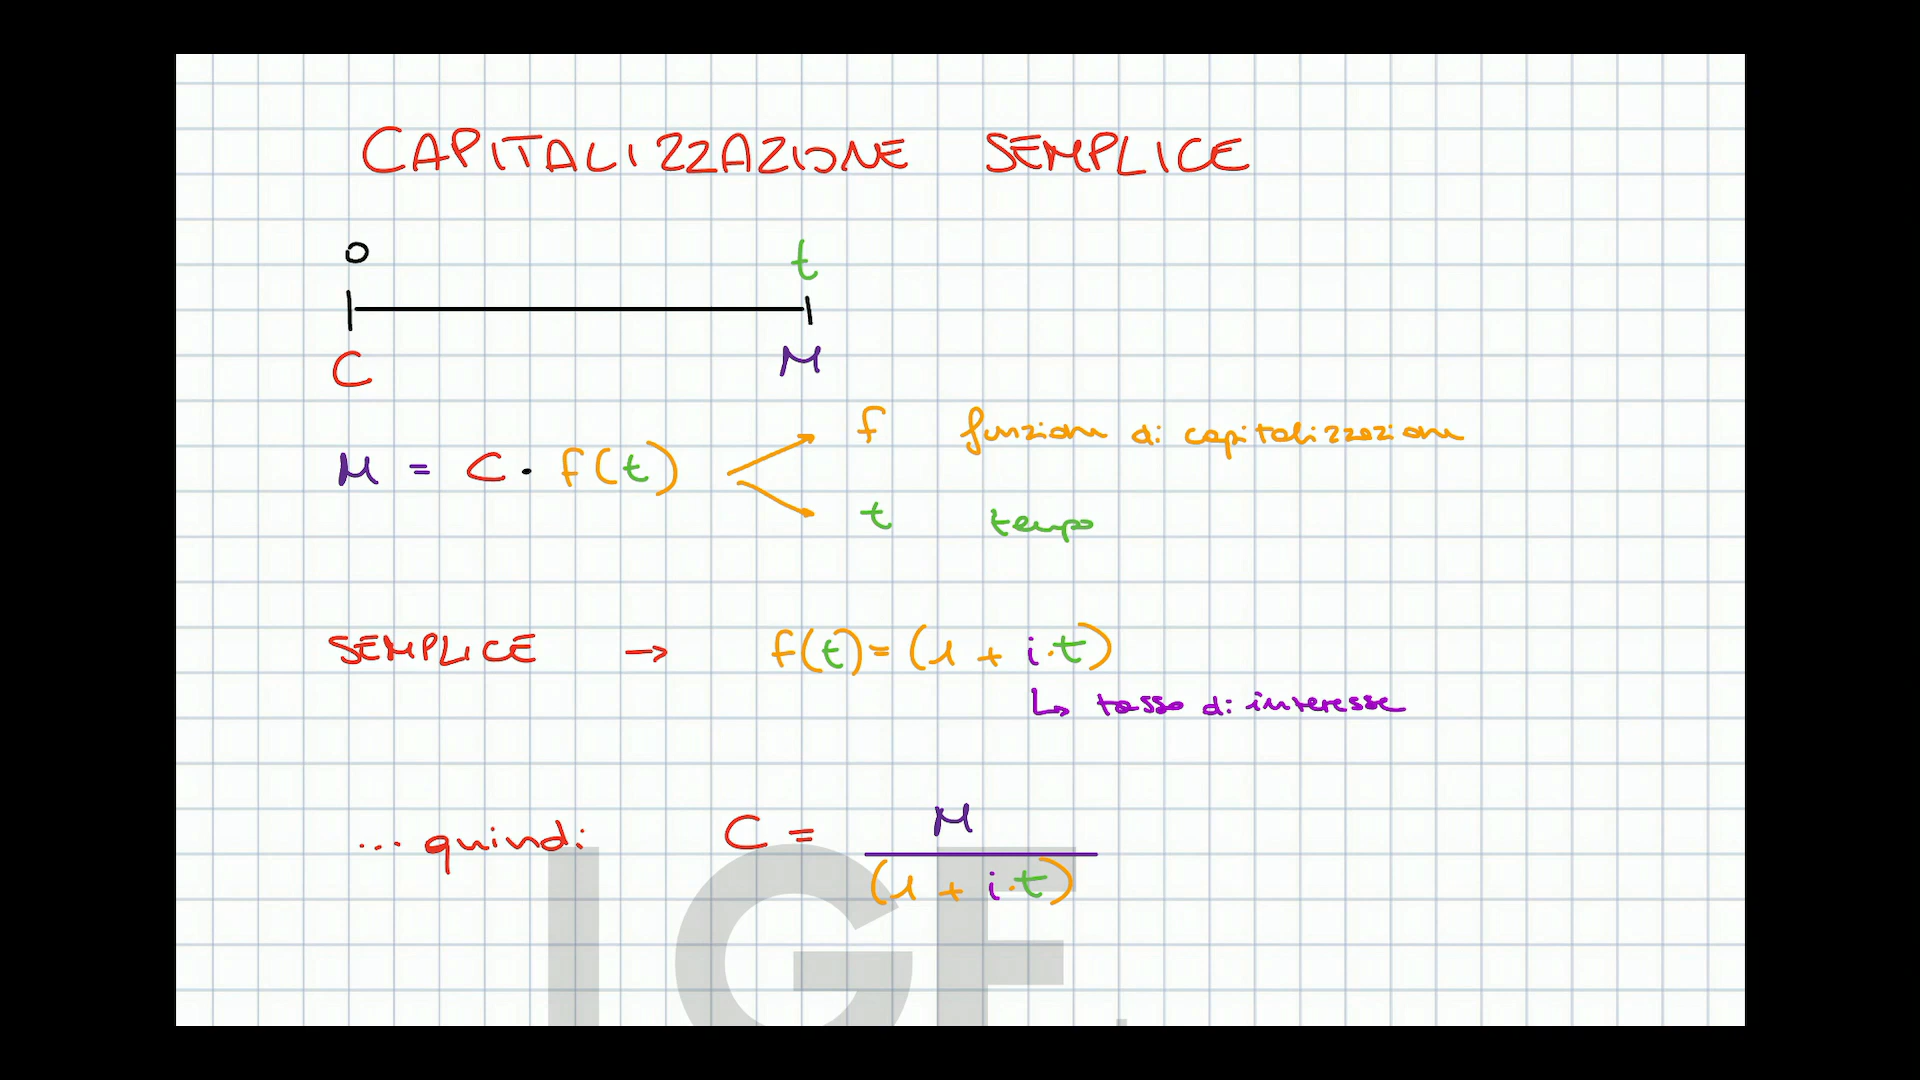 CAPITALIZZAZIONE SEMPLICE
0 t
C M
f funzione di capitalizzazione
M = C · f(t)
t tempo
SEMPLICE → f(t) = (1 + i·t)
↳ tasso di interesse
... quindi C = M / (1 + i·t)
IGF